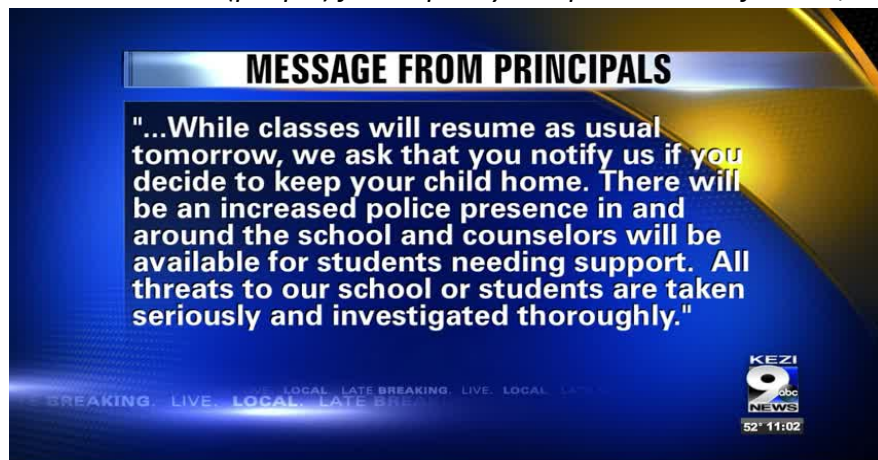 MESSAGE FROM PRINCIPALS
"...While classes will resume as usual
tomorrow, we ask that you notify us if you
decide to keep your child home. There will
be an increased police presence in and
around the school and counselors will be
available for students needing support. All
threats to our school or students are taken
seriously and investigated thoroughly."
KEZI
9 abc
NEWS
52° 11:02
LOCAL. LATE BREAKING. LIVE. LOCAL.
BREAKING. LIVE. LOCAL. LATE